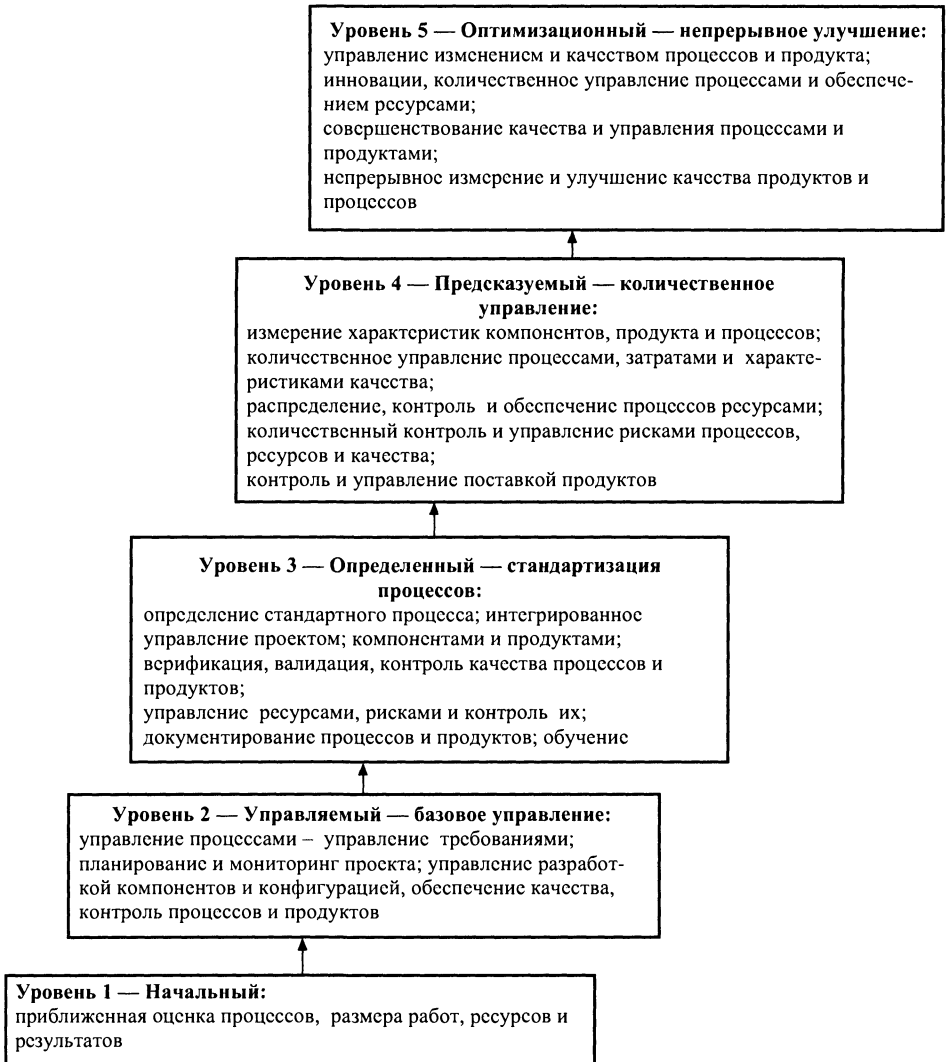 Уровень 5 — Оптимизационный — непрерывное улучшение:
управление изменением и качеством процессов и продукта;
инновации, количественное управление процессами и обеспече-
нием ресурсами;
совершенствование качества и управления процессами и
продуктами;
непрерывное измерение и улучшение качества продуктов и
процессов
Уровень 4 — Предсказуемый — количественное
управление:
измерение характеристик компонентов, продукта и процессов;
количественное управление процессами, затратами и характе-
ристиками качества;
распределение, контроль и обеспечение процессов ресурсами;
количественный контроль и управление рисками процессов,
ресурсов и качества;
контроль и управление поставкой продуктов
Уровень 3 — Определенный — стандартизация
процессов:
определение стандартного процесса; интегрированное
управление проектом; компонентами и продуктами;
верификация, валидация, контроль качества процессов и
продуктов;
управление ресурсами, рисками и контроль их;
документирование процессов и продуктов; обучение
Уровень 2 — Управляемый — базовое управление:
управление процессами – управление требованиями;
планирование и мониторинг проекта; управление разработ-
кой компонентов и конфигурацией, обеспечение качества,
контроль процессов и продуктов
Уровень 1 — Начальный:
приближенная оценка процессов, размера работ, ресурсов и
результатов